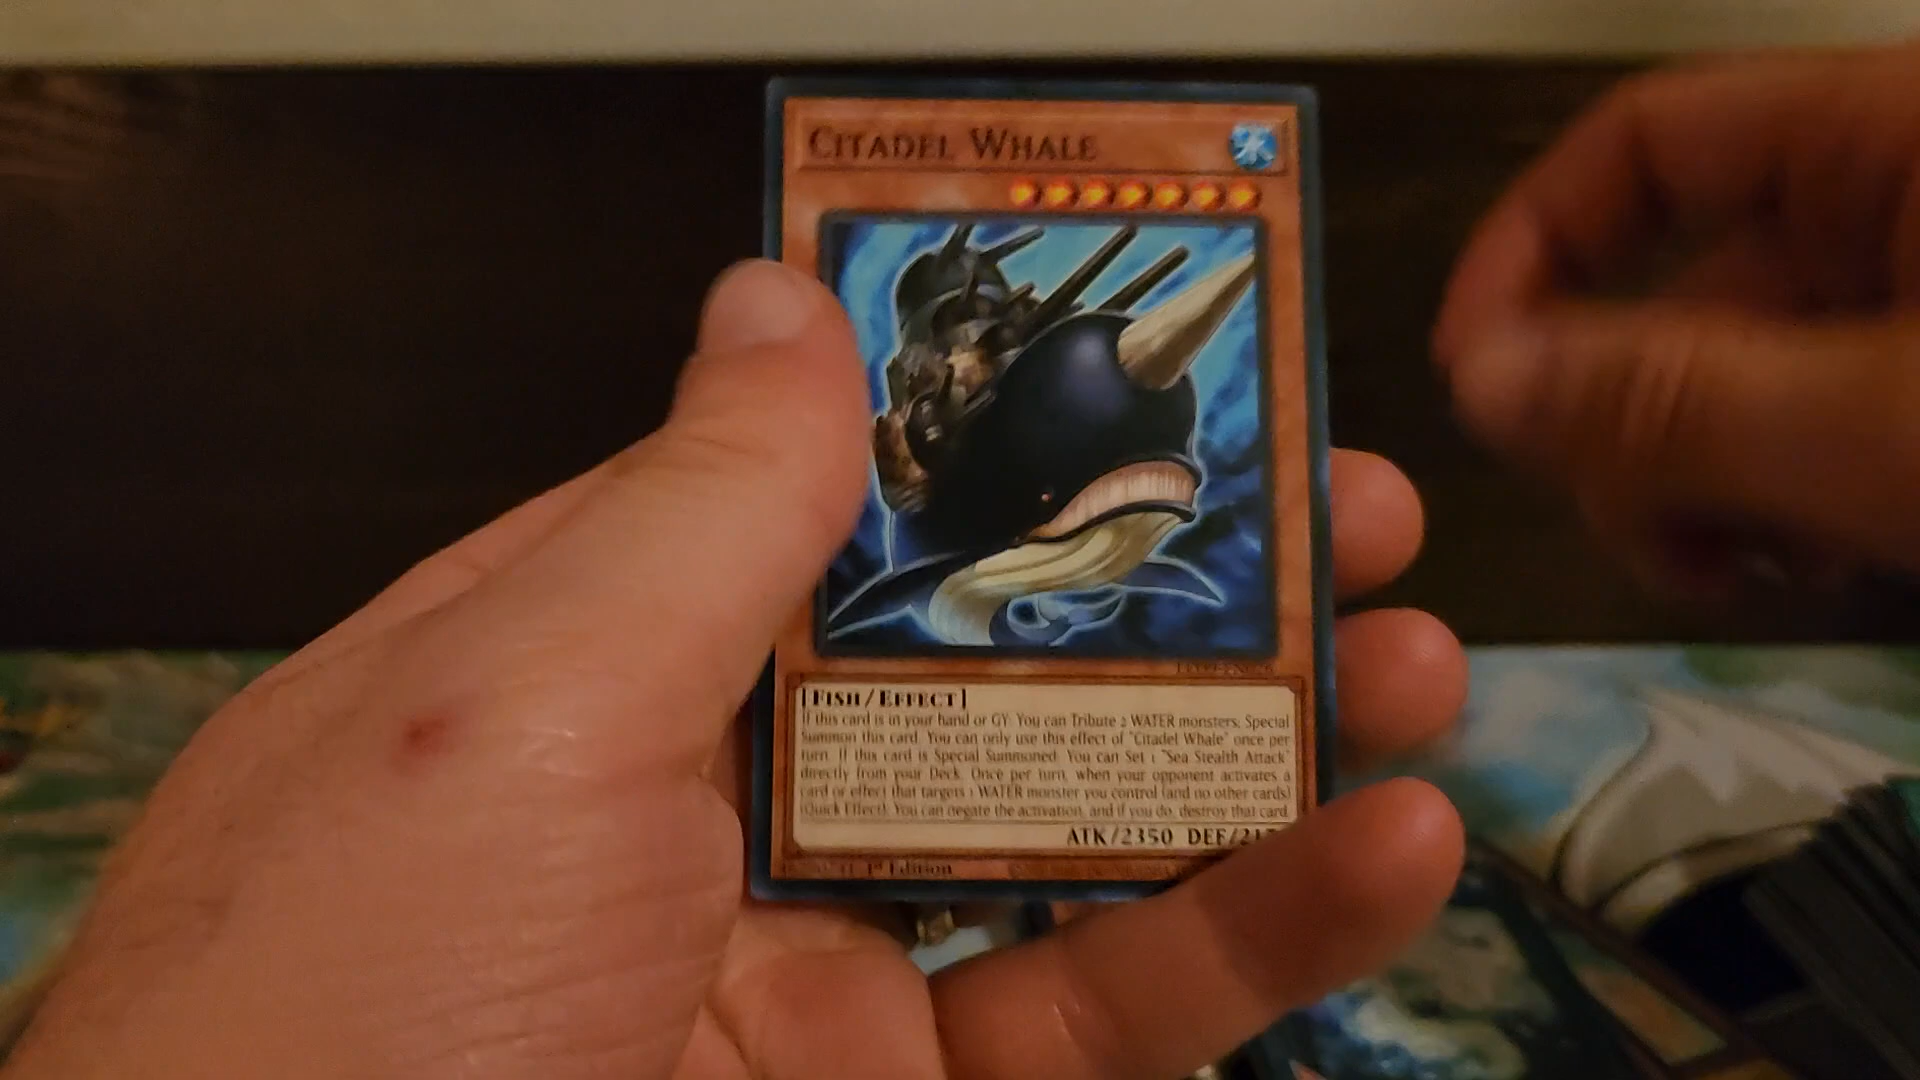 CITADEL WHALE
[FISH/EFFECT]
If this card is in your hand or GY: You can Tribute 2 WATER monsters; Special
Summon this card. You can only use this effect of "Citadel Whale" once per
turn. If this card is Special Summoned: You can Set 1 "Sea Stealth Attack"
directly from your Deck. Once per turn, when your opponent activates a
card or effect that targets 1 WATER monster you control (and no other cards)
(Quick Effect): You can negate the activation, and if you do, destroy that card.
ATK/2350 DEF/21
1st Edition